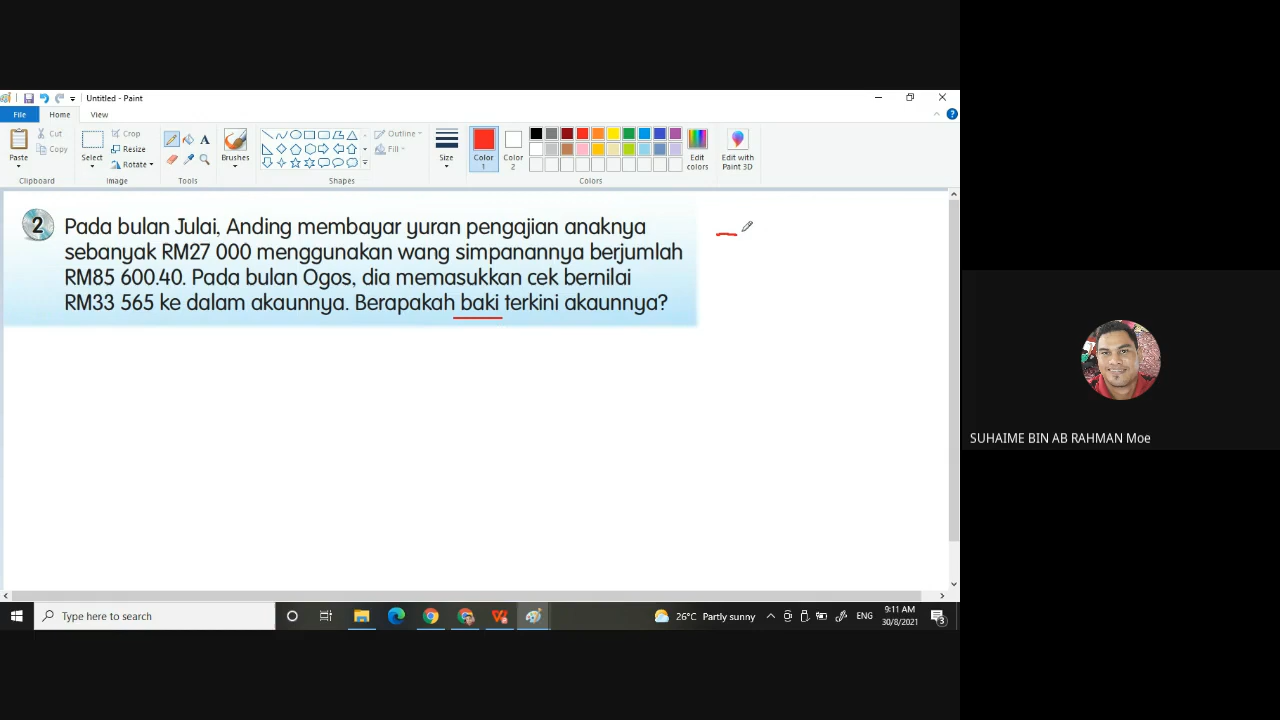 Untitled - Paint
File
Home
View
Paste
Cut
Copy
Clipboard
Select
Crop
Resize
Rotate
Image
Tools
Brushes
Shapes
Outline
Fill
Size
Color 1
Color 2
Edit colors
Colors
Edit with Paint 3D
2 Pada bulan Julai, Anding membayar yuran pengajian anaknya
sebanyak RM27 000 menggunakan wang simpanannya berjumlah
RM85 600.40. Pada bulan Ogos, dia memasukkan cek bernilai
RM33 565 ke dalam akaunnya. Berapakah baki terkini akaunnya?
SUHAIME BIN AB RAHMAN Moe
Type here to search
26°C Partly sunny
ENG
9:11 AM
30/8/2021
3